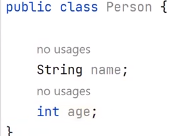 public class Person {
no usages
String name;
no usages
int age;
}